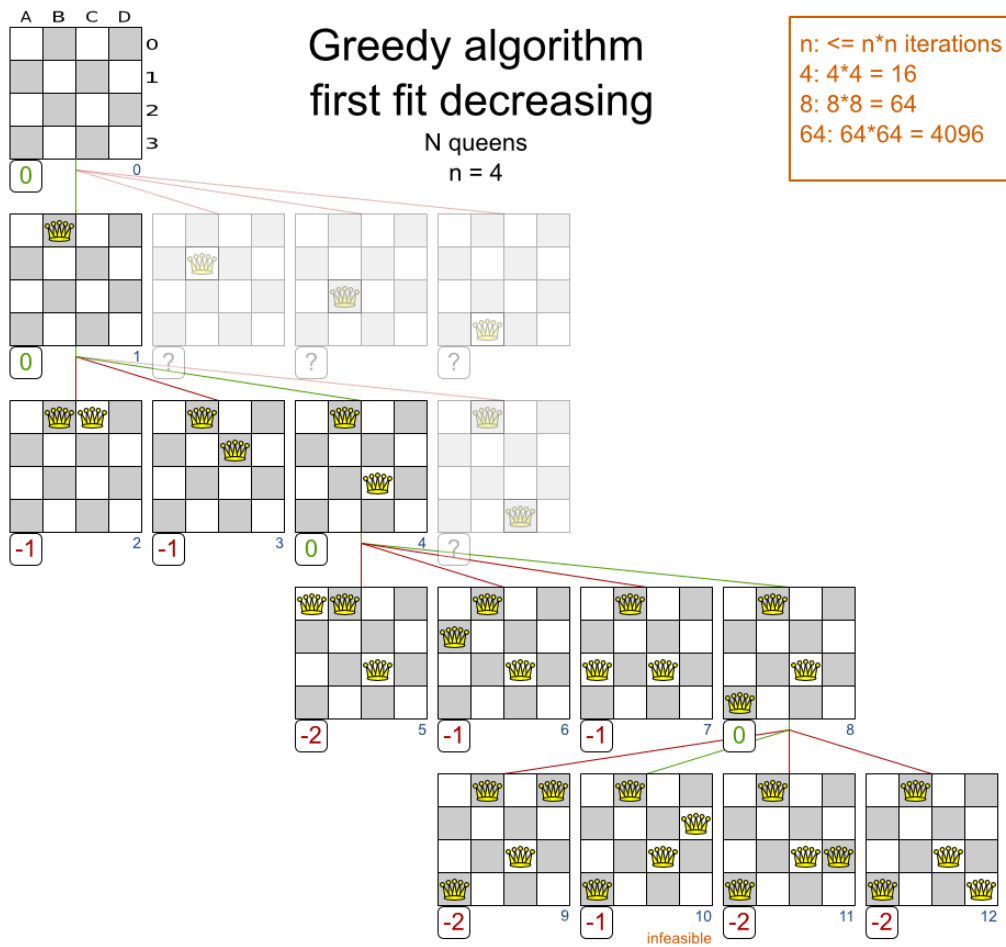 A B C D
Greedy algorithm
first fit decreasing
N queens
n = 4
n: <= n*n iterations
4: 4*4 = 16
8: 8*8 = 64
64: 64*64 = 4096
0
1
2
3
0 0
0 1 ? ? ?
-1 2 -1 3 0 4 ?
-2 5 -1 6 -1 7 0 8
-2 9 -1 10 -2 11 -2 12
infeasible